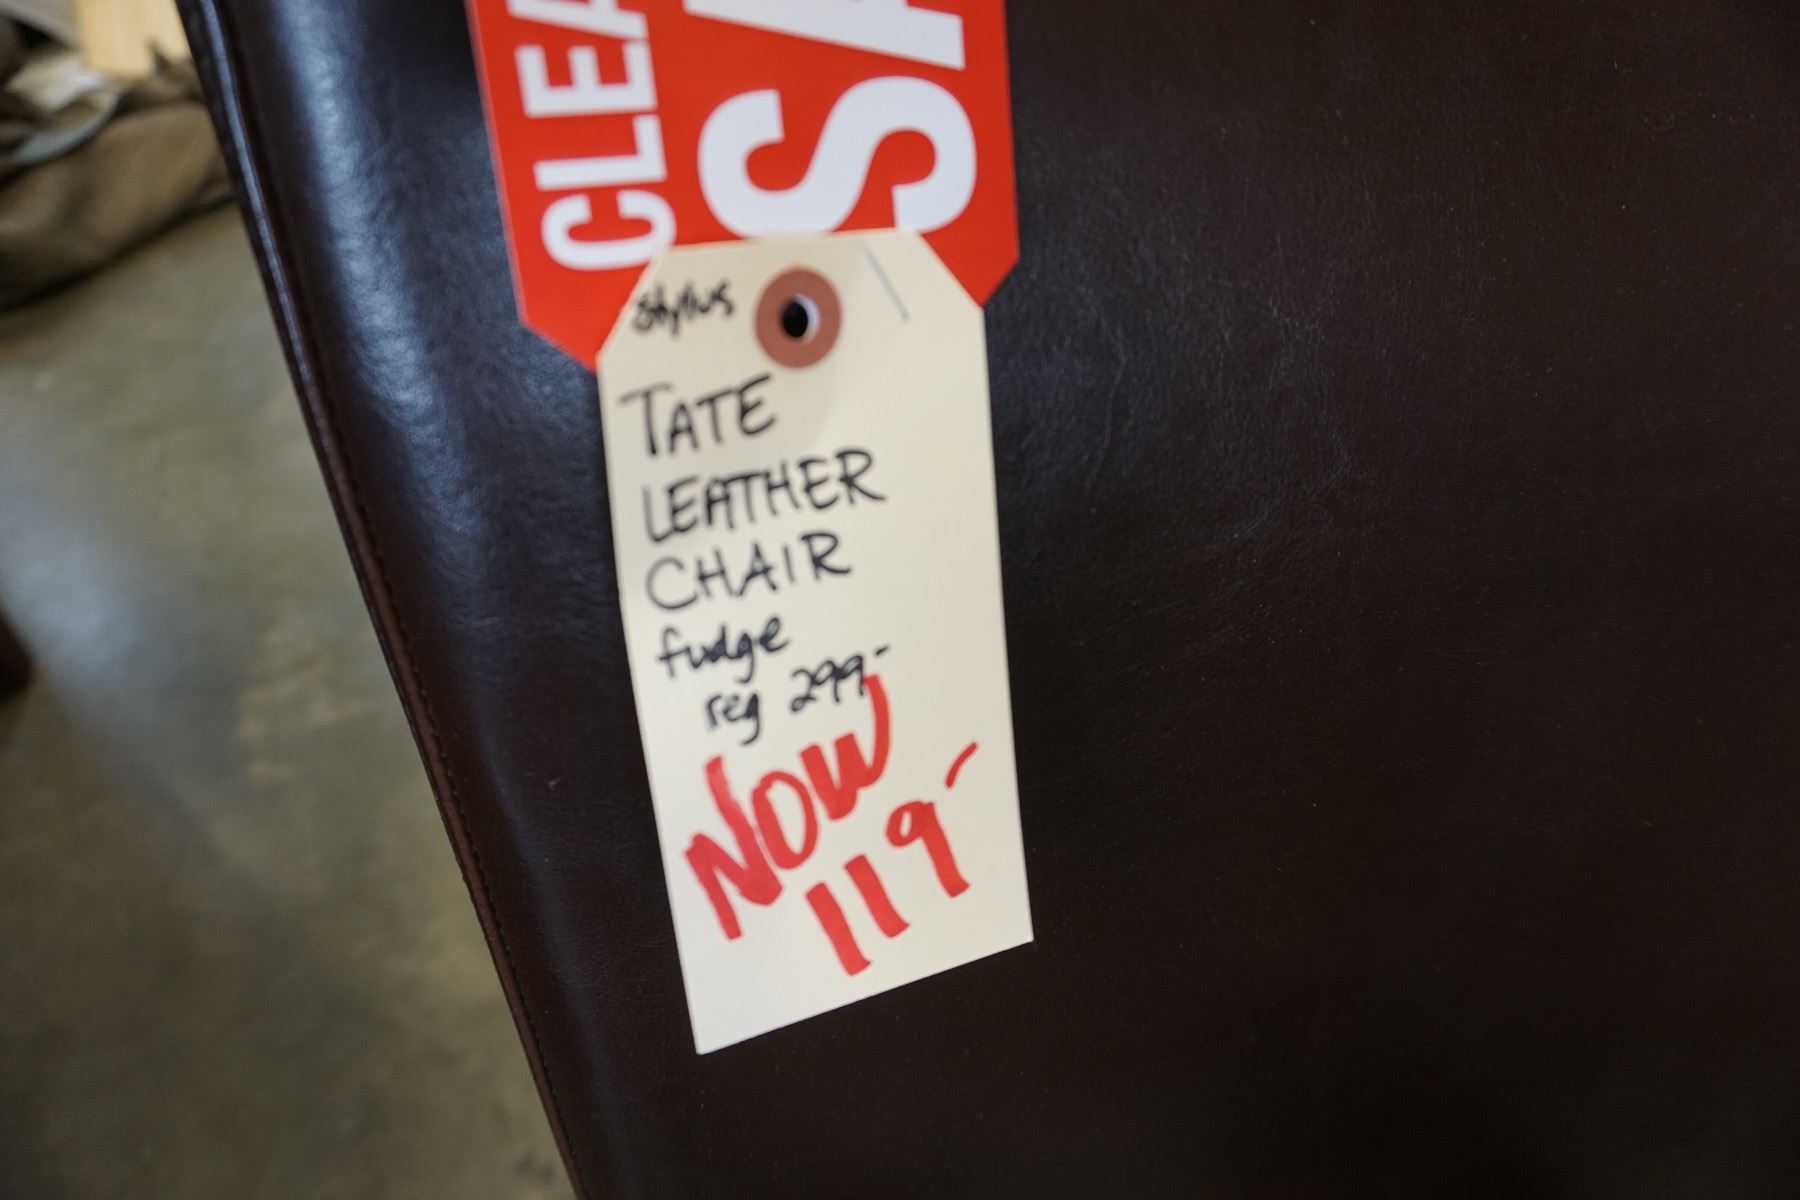 CLEA
SA
stylus
TATE
LEATHER
CHAIR
fudge
reg 299-
NOW
119-